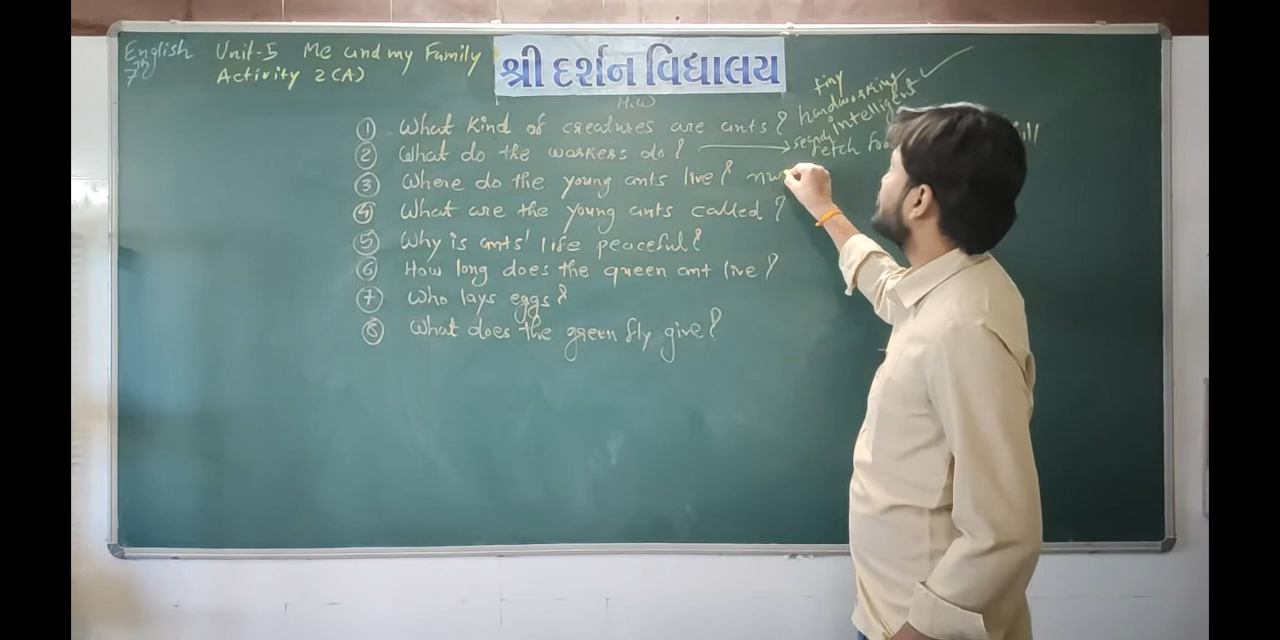 English Unit-5 Me and my Family
7th Activity 2 (A)
શ્રી દર્શન વિદ્યાલય
H.W
① What kind of creatures are ants? tiny
hardworking
intelligent
② What do the workers do? → search
fetch
③ Where do the young ants live?
④ What are the young ants called?
⑤ Why is ants' life peaceful?
⑥ How long does the queen ant live?
⑦ Who lays eggs?
⑧ What does the green fly give?